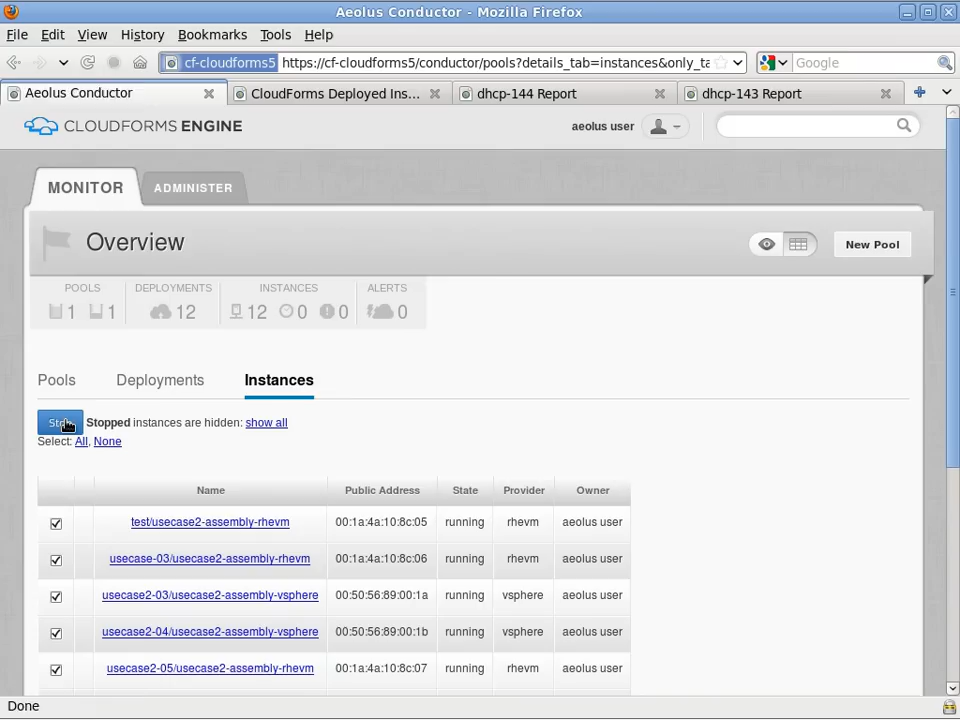 Aeolus Conductor - Mozilla Firefox
File Edit View History Bookmarks Tools Help
cf-cloudforms5 https://cf-cloudforms5/conductor/pools?details_tab=instances&only_ta
Google
Aeolus Conductor
CloudForms Deployed Ins...
dhcp-144 Report
dhcp-143 Report
CLOUDFORMS ENGINE
aeolus user
MONITOR
ADMINISTER
Overview
New Pool
POOLS DEPLOYMENTS INSTANCES ALERTS
1 1 12 12 0 0 0
Pools Deployments Instances
Stopped instances are hidden: show all
Select: All, None
Name Public Address State Provider Owner
test/usecase2-assembly-rhevm 00:1a:4a:10:8c:05 running rhevm aeolus user
usecase-03/usecase2-assembly-rhevm 00:1a:4a:10:8c:06 running rhevm aeolus user
usecase2-03/usecase2-assembly-vsphere 00:50:56:89:00:1a running vsphere aeolus user
usecase2-04/usecase2-assembly-vsphere 00:50:56:89:00:1b running vsphere aeolus user
usecase2-05/usecase2-assembly-rhevm 00:1a:4a:10:8c:07 running rhevm aeolus user
Done